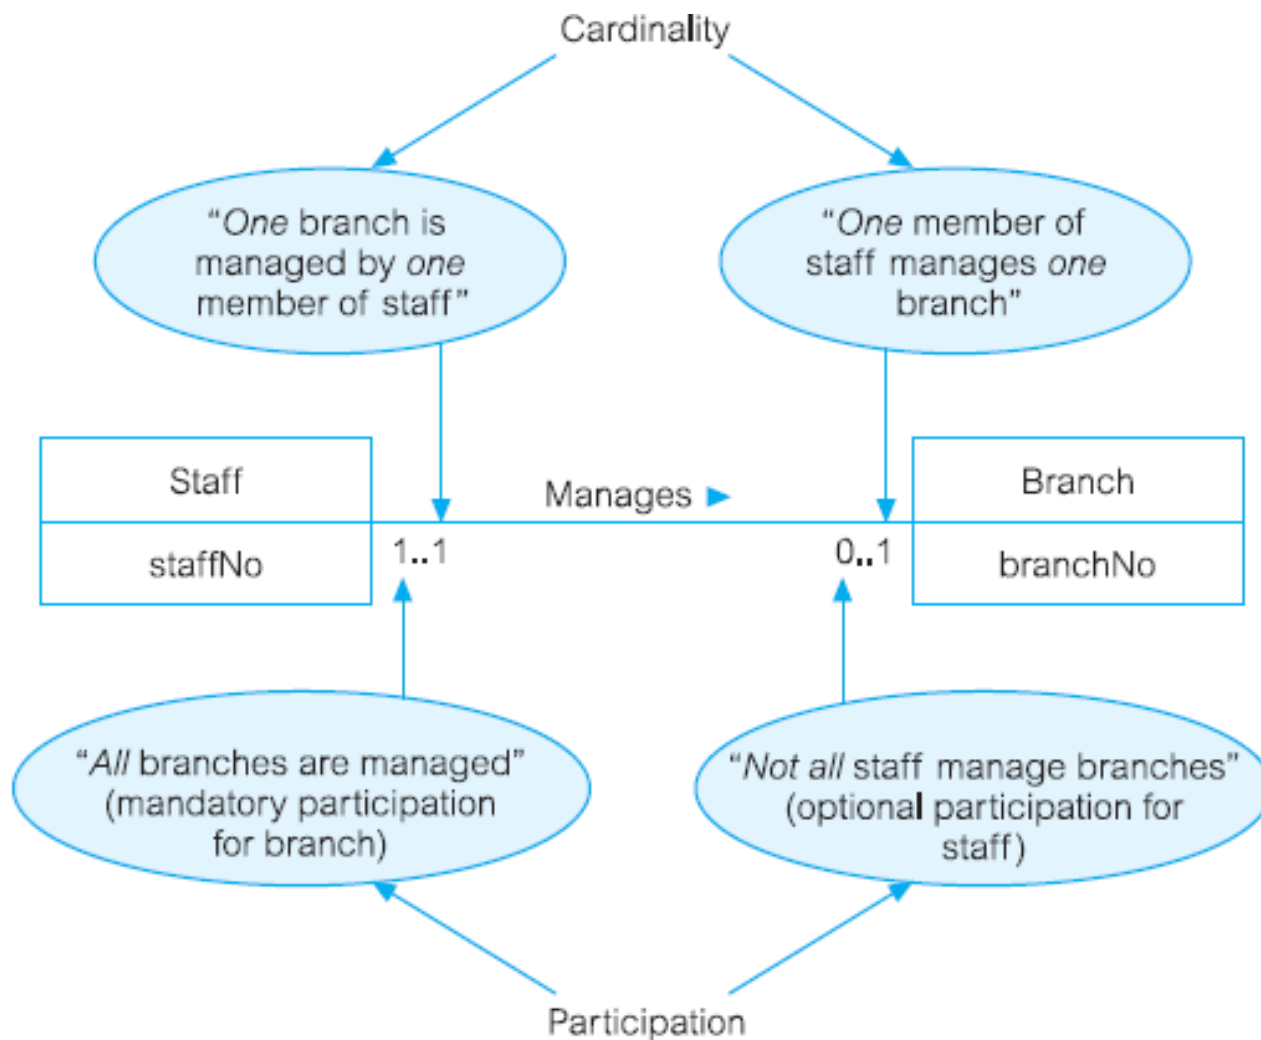 Cardinality
“One branch is
managed by one
member of staff”
“One member of
staff manages one
branch”
Staff
Manages ►
Branch
staffNo
1..1
0..1
branchNo
“All branches are managed”
(mandatory participation
for branch)
“Not all staff manage branches”
(optional participation for
staff)
Participation